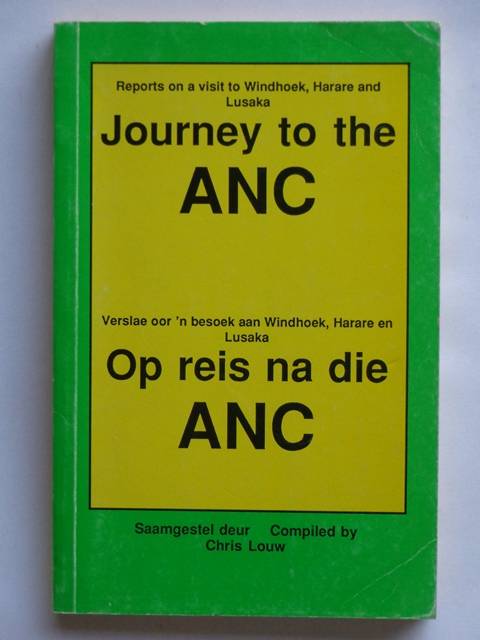 Reports on a visit to Windhoek, Harare and
Lusaka
Journey to the
ANC
Verslae oor 'n besoek aan Windhoek, Harare en
Lusaka
Op reis na die
ANC
Saamgestel deur Compiled by
Chris Louw